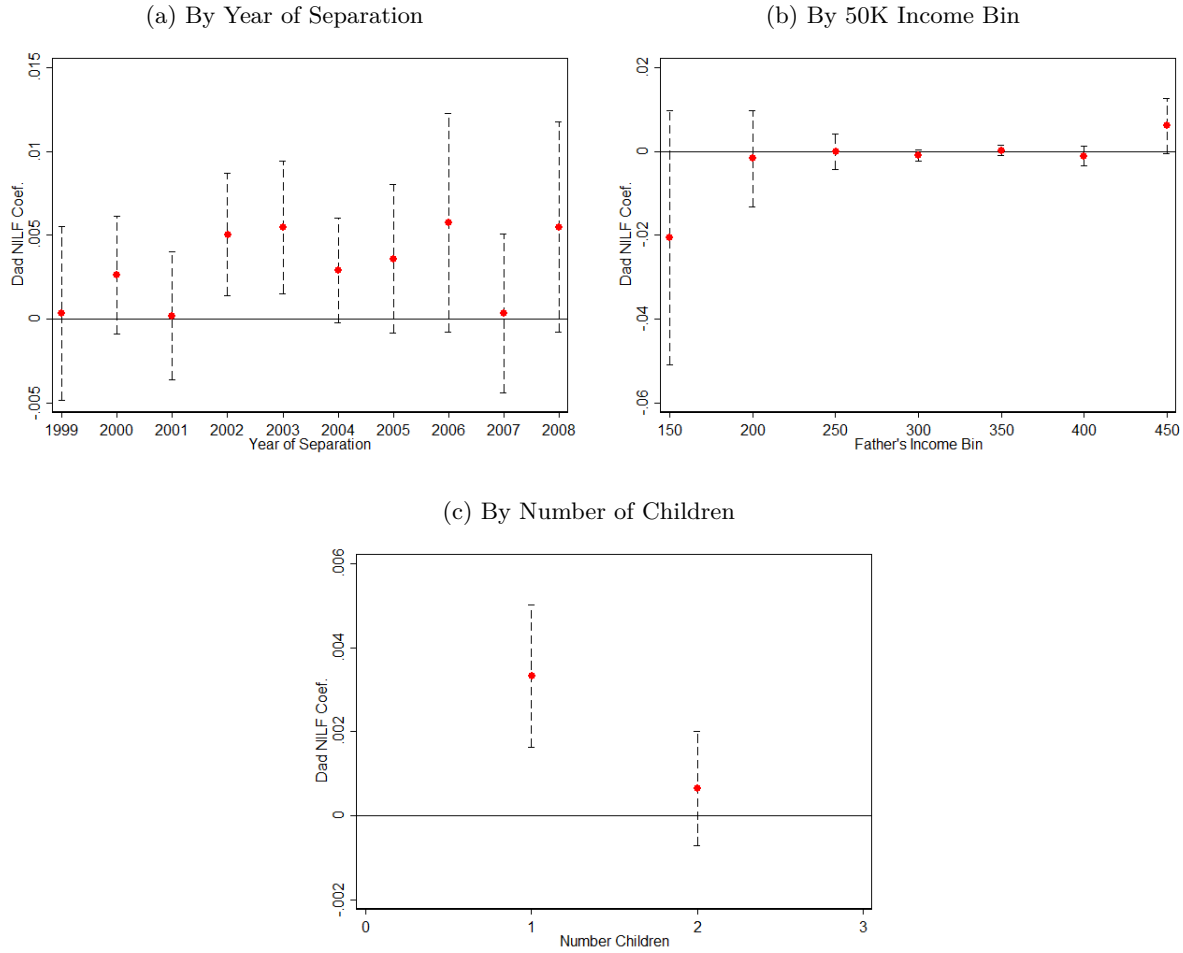 (a) By Year of Separation
Dad NILF Coef.
.015
.01
.005
0
-.005
1999 2000 2001 2002 2003 2004 2005 2006 2007 2008
Year of Separation
(b) By 50K Income Bin
Dad NILF Coef.
.02
0
-.02
-.04
-.06
150 200 250 300 350 400 450
Father's Income Bin
(c) By Number of Children
Dad NILF Coef.
.006
.004
.002
0
-.002
0 1 2 3
Number Children